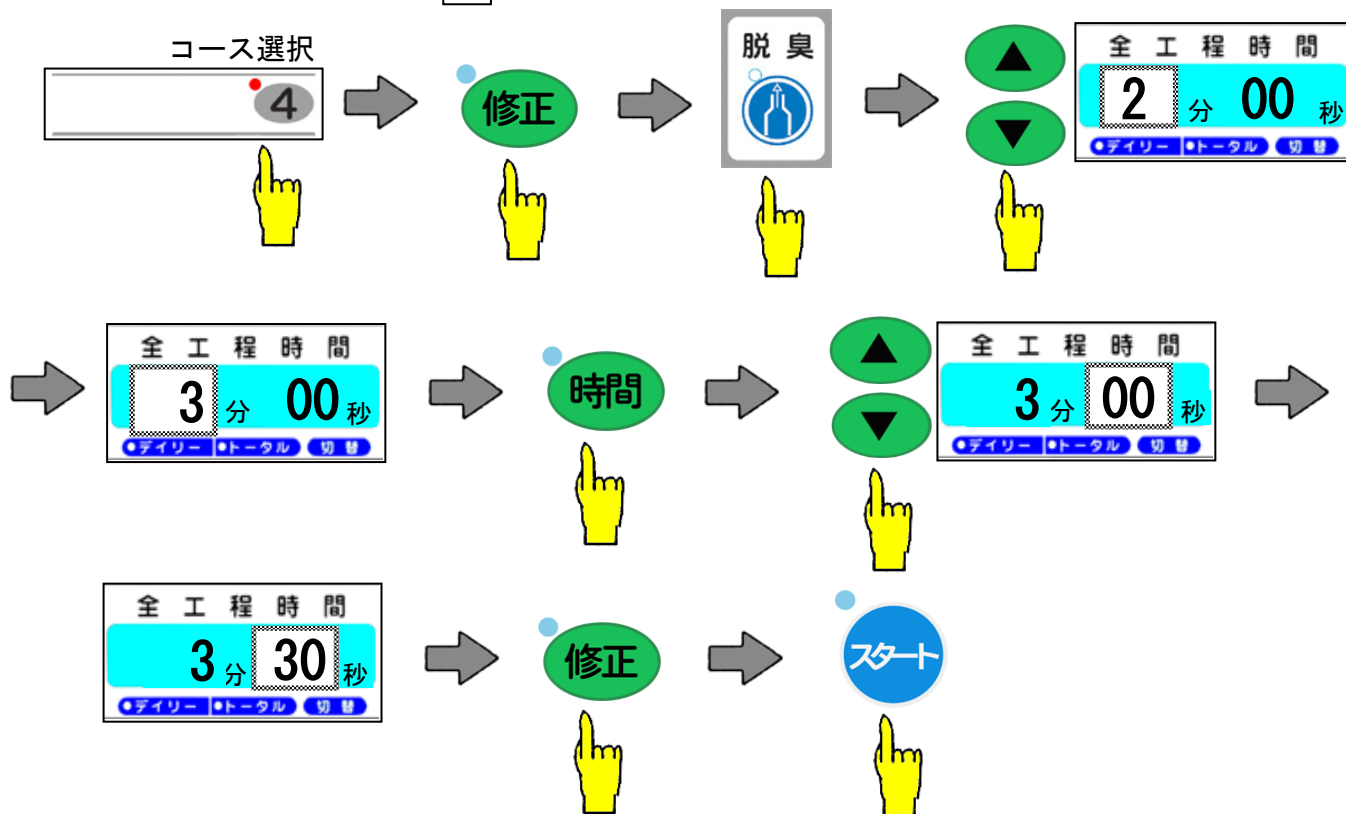 コース選択
4
修正
脱臭
▲
▼
全工程時間
2分00秒
●デイリー ●トータル 切替
全工程時間
3分00秒
●デイリー ●トータル 切替
時間
▲
▼
全工程時間
3分00秒
●デイリー ●トータル 切替
全工程時間
3分30秒
●デイリー ●トータル 切替
修正
スタート